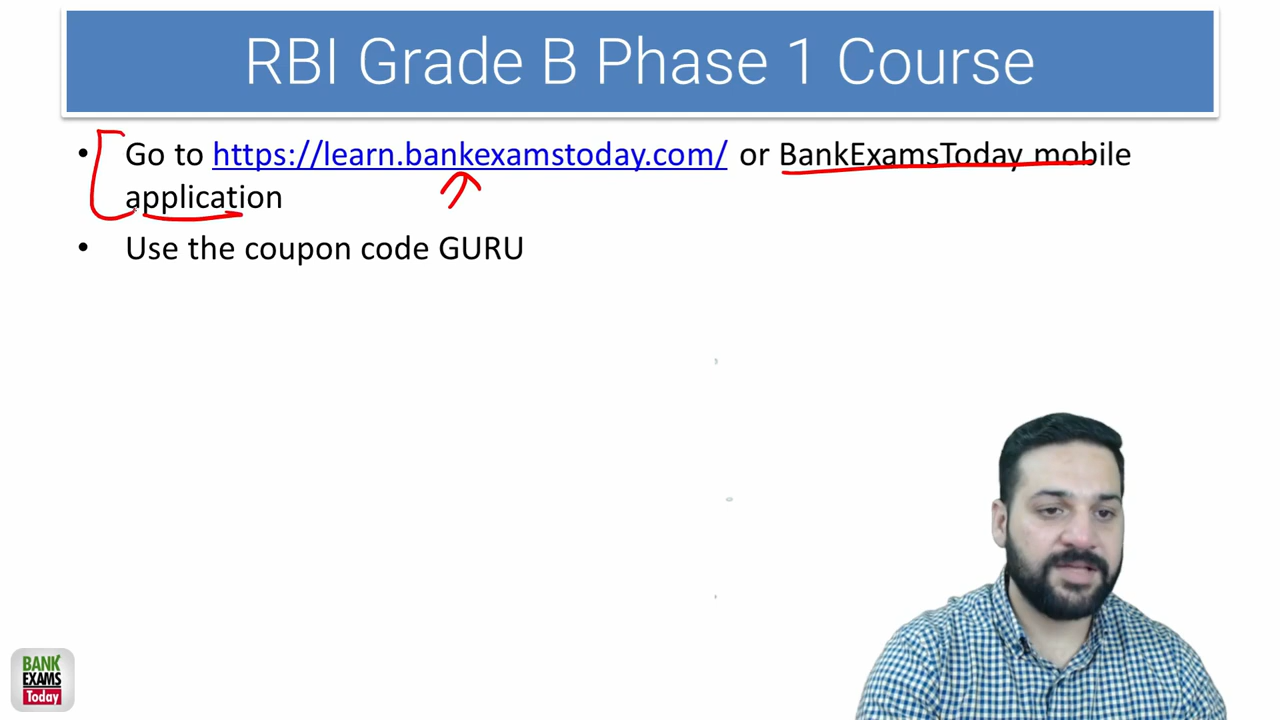 RBI Grade B Phase 1 Course
• Go to https://learn.bankexamstoday.com/ or BankExamsToday mobile
application
• Use the coupon code GURU
BANK
EXAMS
Today